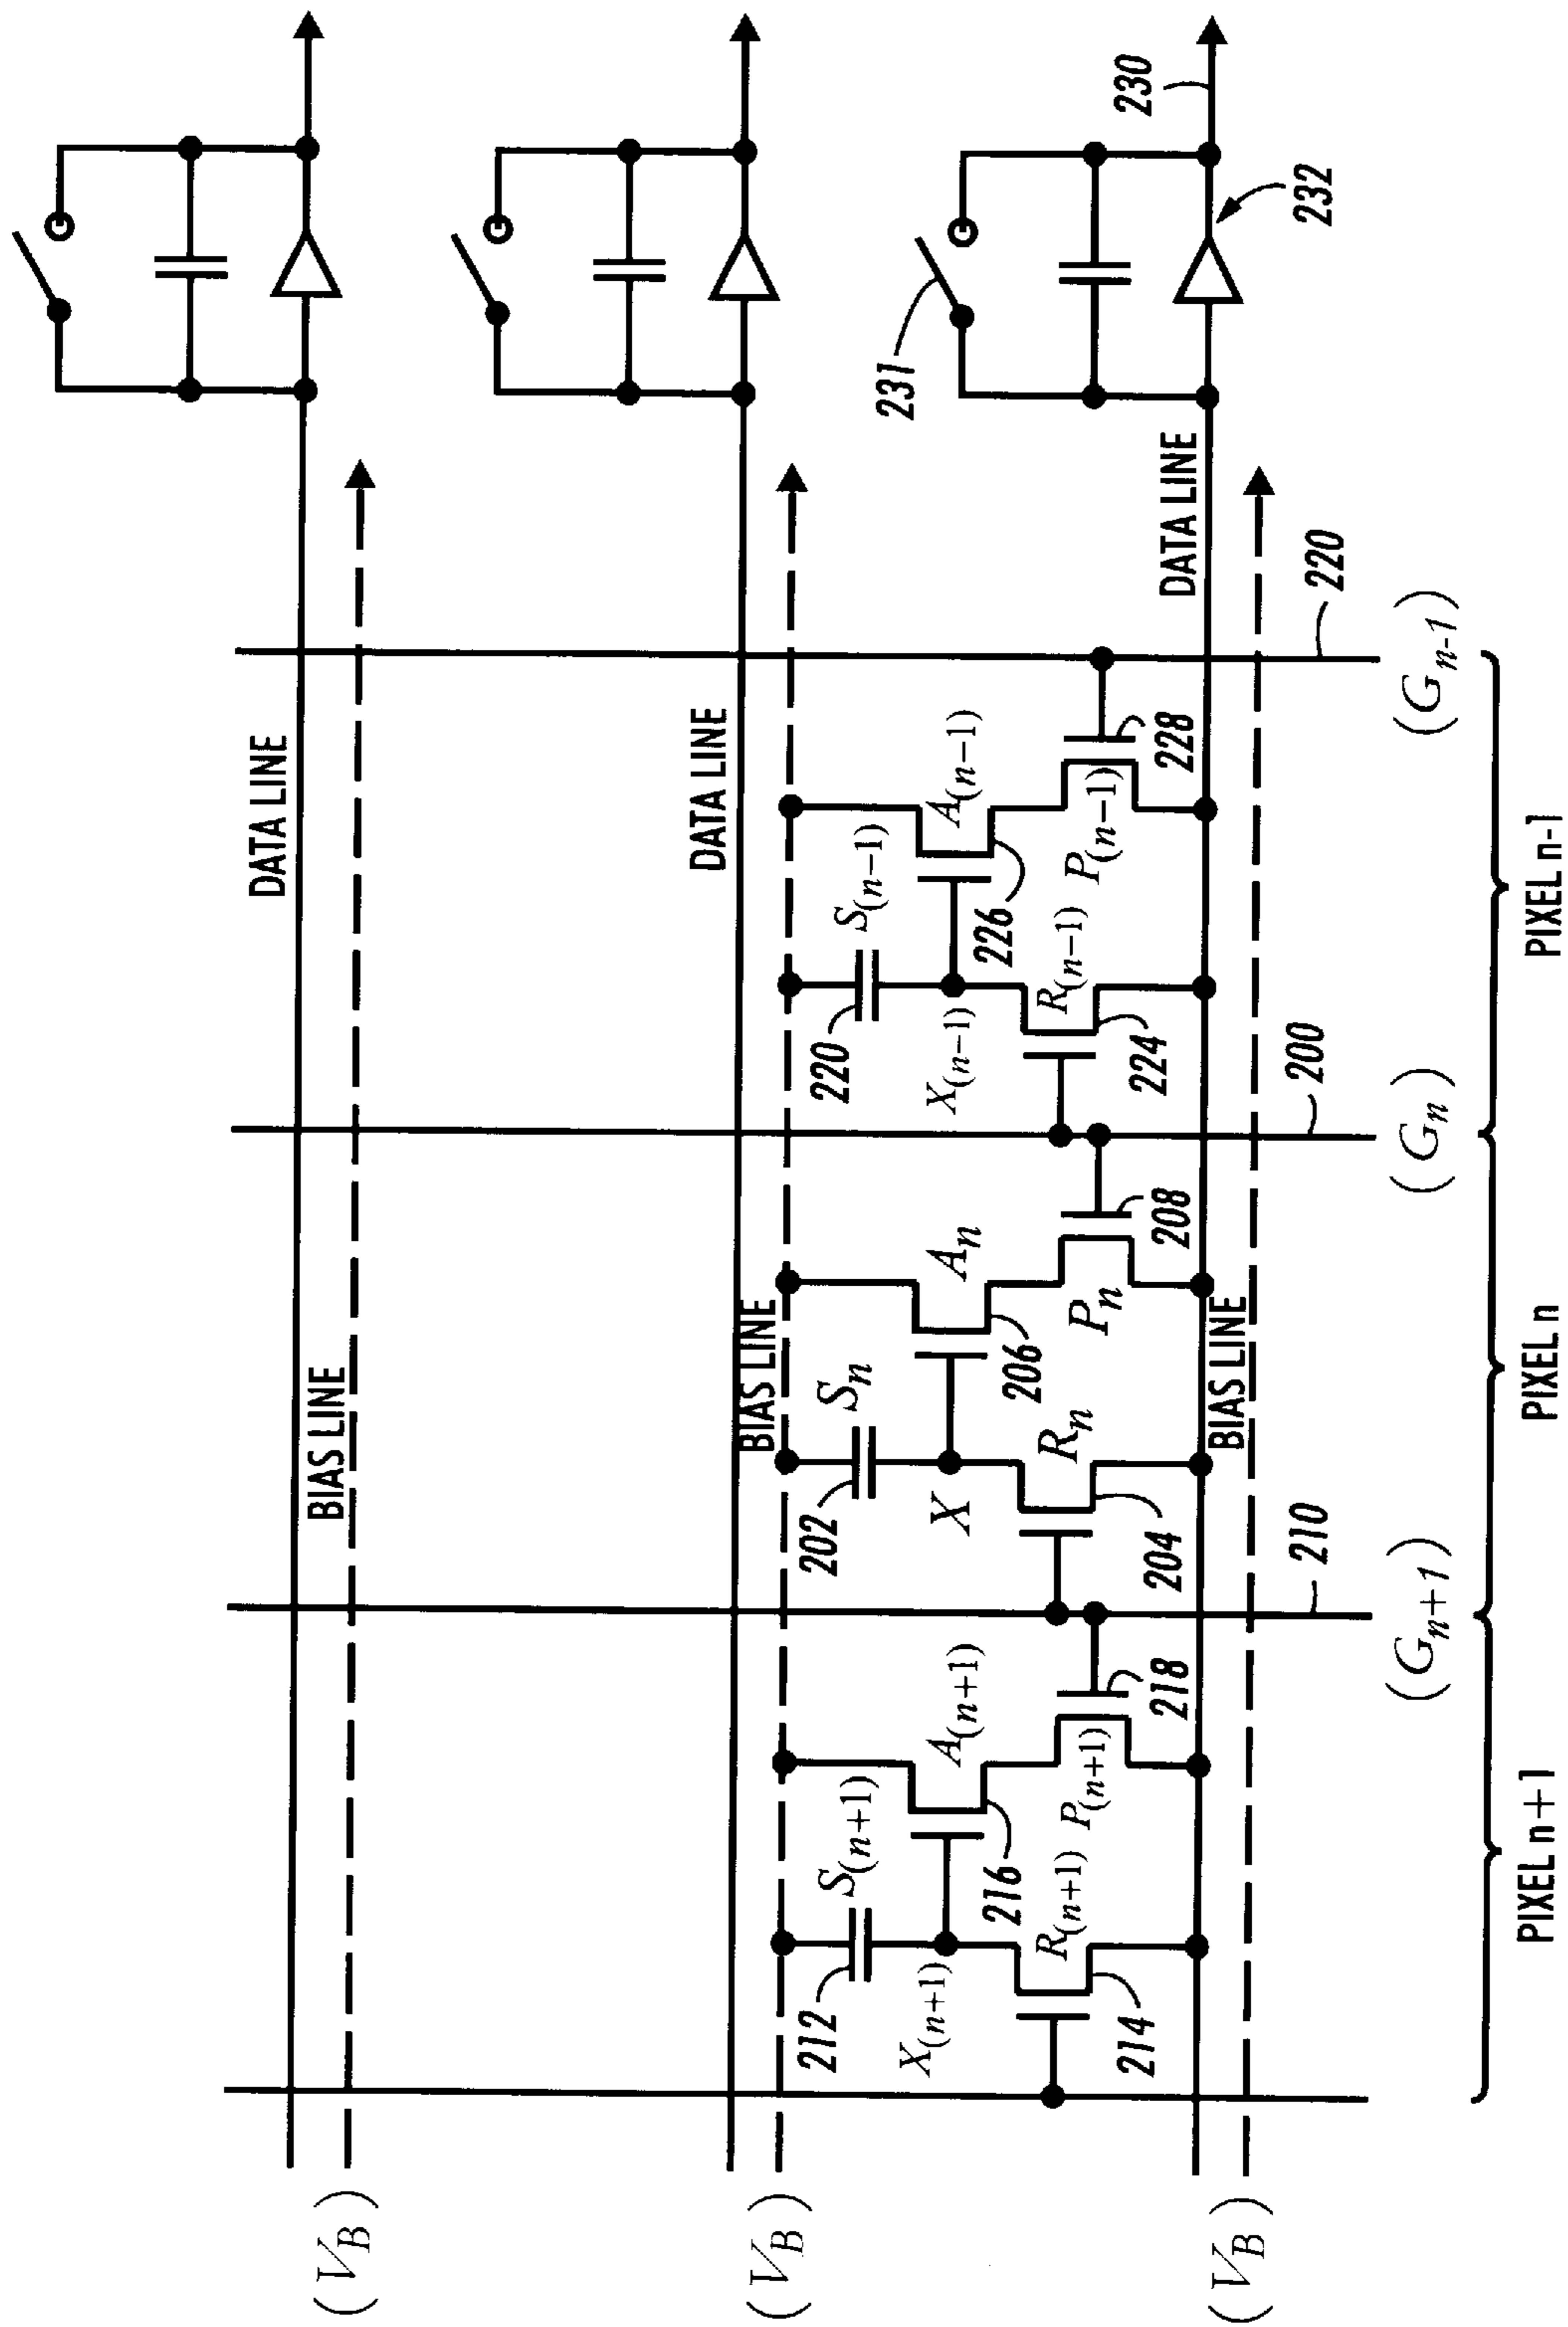 DATA LINE
BIAS LINE
(V_B)
DATA LINE
BIAS LINE
(V_B)
230
231
232
DATA LINE
BIAS LINE
(V_B)
212
S_(n+1)
X_(n+1)
A_(n+1)
216
R_(n+1)
P_(n+1)
214
218
202
S_n
X
A_n
206
R_n
P_n
204
208
220
S_(n−1)
X_(n−1)
A_(n−1)
226
R_(n−1)
P_(n−1)
224
228
210
200
220
(G_n+1)
(G_n)
(G_n-1)
PIXEL n+1
PIXEL n
PIXEL n-1